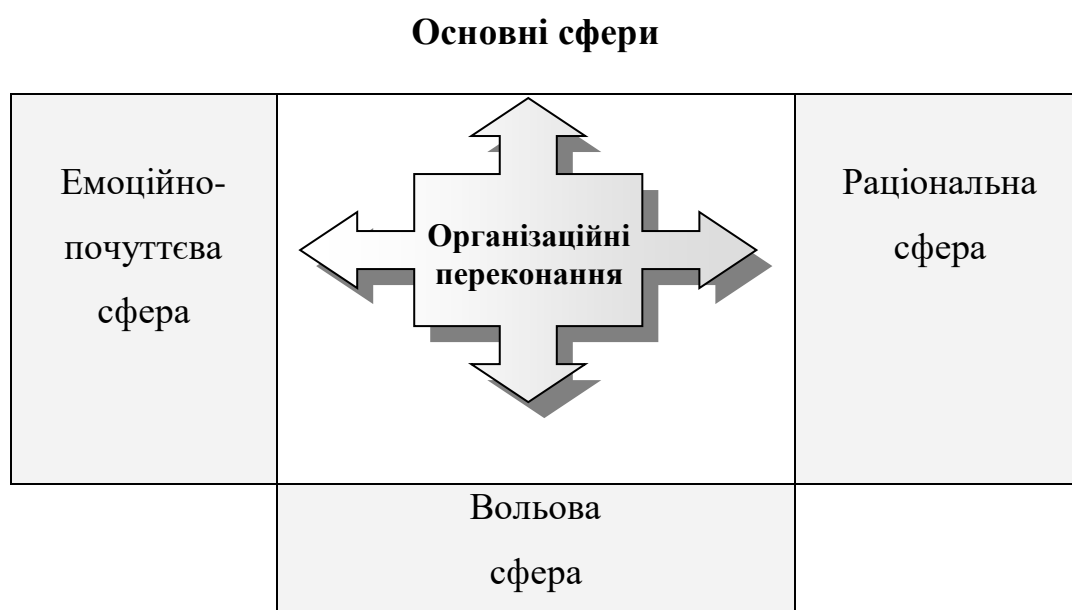 Основні сфери
Емоційно-
почуттєва
сфера
Організаційні
переконання
Раціональна
сфера
Вольова
сфера